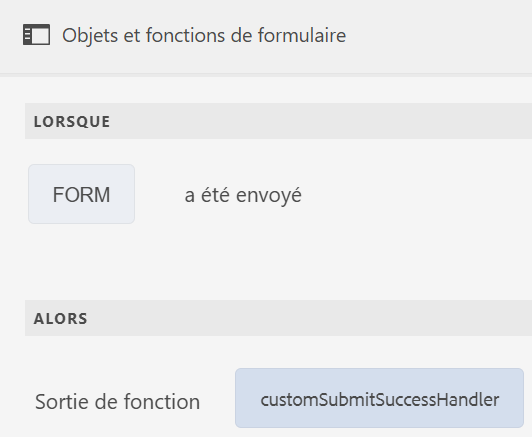 Objets et fonctions de formulaire
LORSQUE
FORM a été envoyé
ALORS
Sortie de fonction customSubmitSuccessHandler